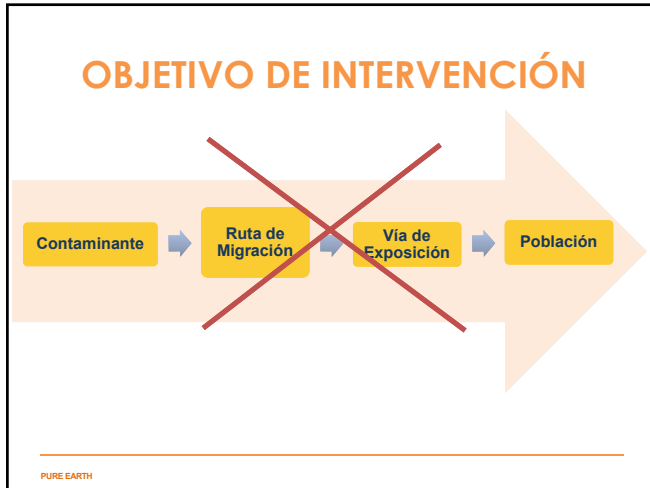 OBJETIVO DE INTERVENCIÓN
Contaminante
Ruta de
Migración
Vía de
Exposición
Población
PURE EARTH